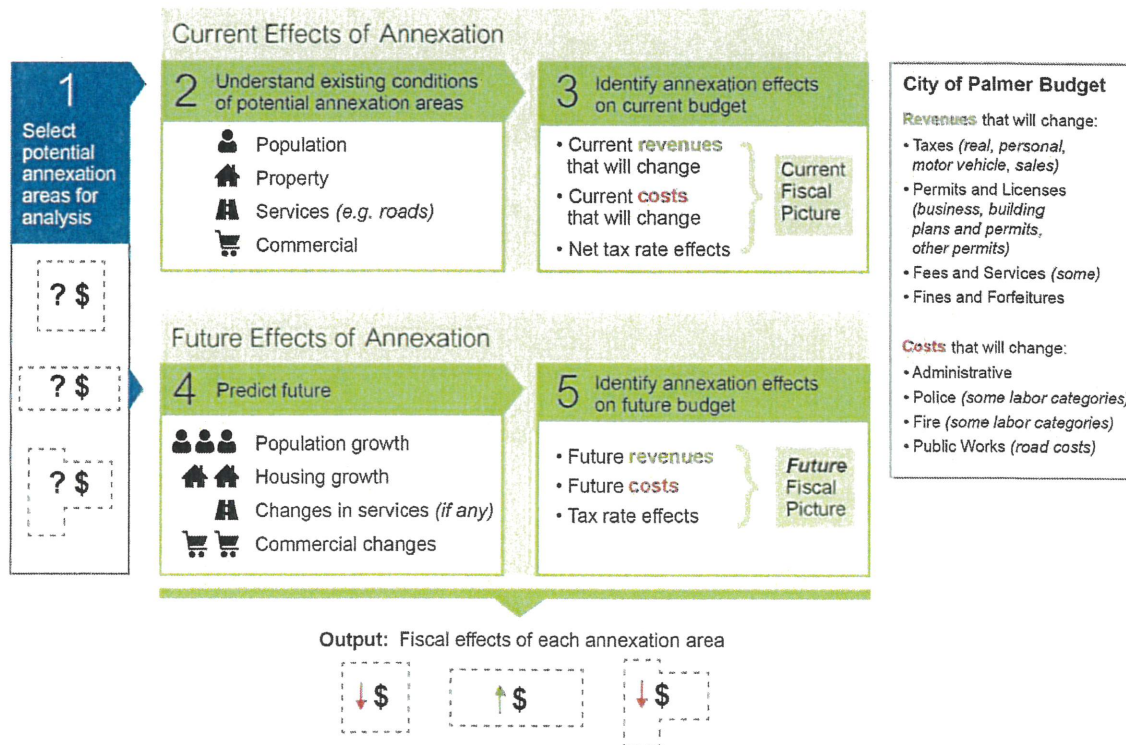 1
Select
potential
annexation
areas for
analysis
? $
? $
? $
Current Effects of Annexation
2 Understand existing conditions
of potential annexation areas
Population
Property
Services (e.g. roads)
Commercial
3 Identify annexation effects
on current budget
• Current revenues
that will change
• Current costs
that will change
• Net tax rate effects
Current
Fiscal
Picture
Future Effects of Annexation
4 Predict future
Population growth
Housing growth
Changes in services (if any)
Commercial changes
5 Identify annexation effects
on future budget
• Future revenues
• Future costs
• Tax rate effects
Future
Fiscal
Picture
City of Palmer Budget
Revenues that will change:
• Taxes (real, personal,
motor vehicle, sales)
• Permits and Licenses
(business, building
plans and permits,
other permits)
• Fees and Services (some)
• Fines and Forfeitures
Costs that will change:
• Administrative
• Police (some labor categories)
• Fire (some labor categories)
• Public Works (road costs)
Output: Fiscal effects of each annexation area
↓ $
↑ $
↓ $